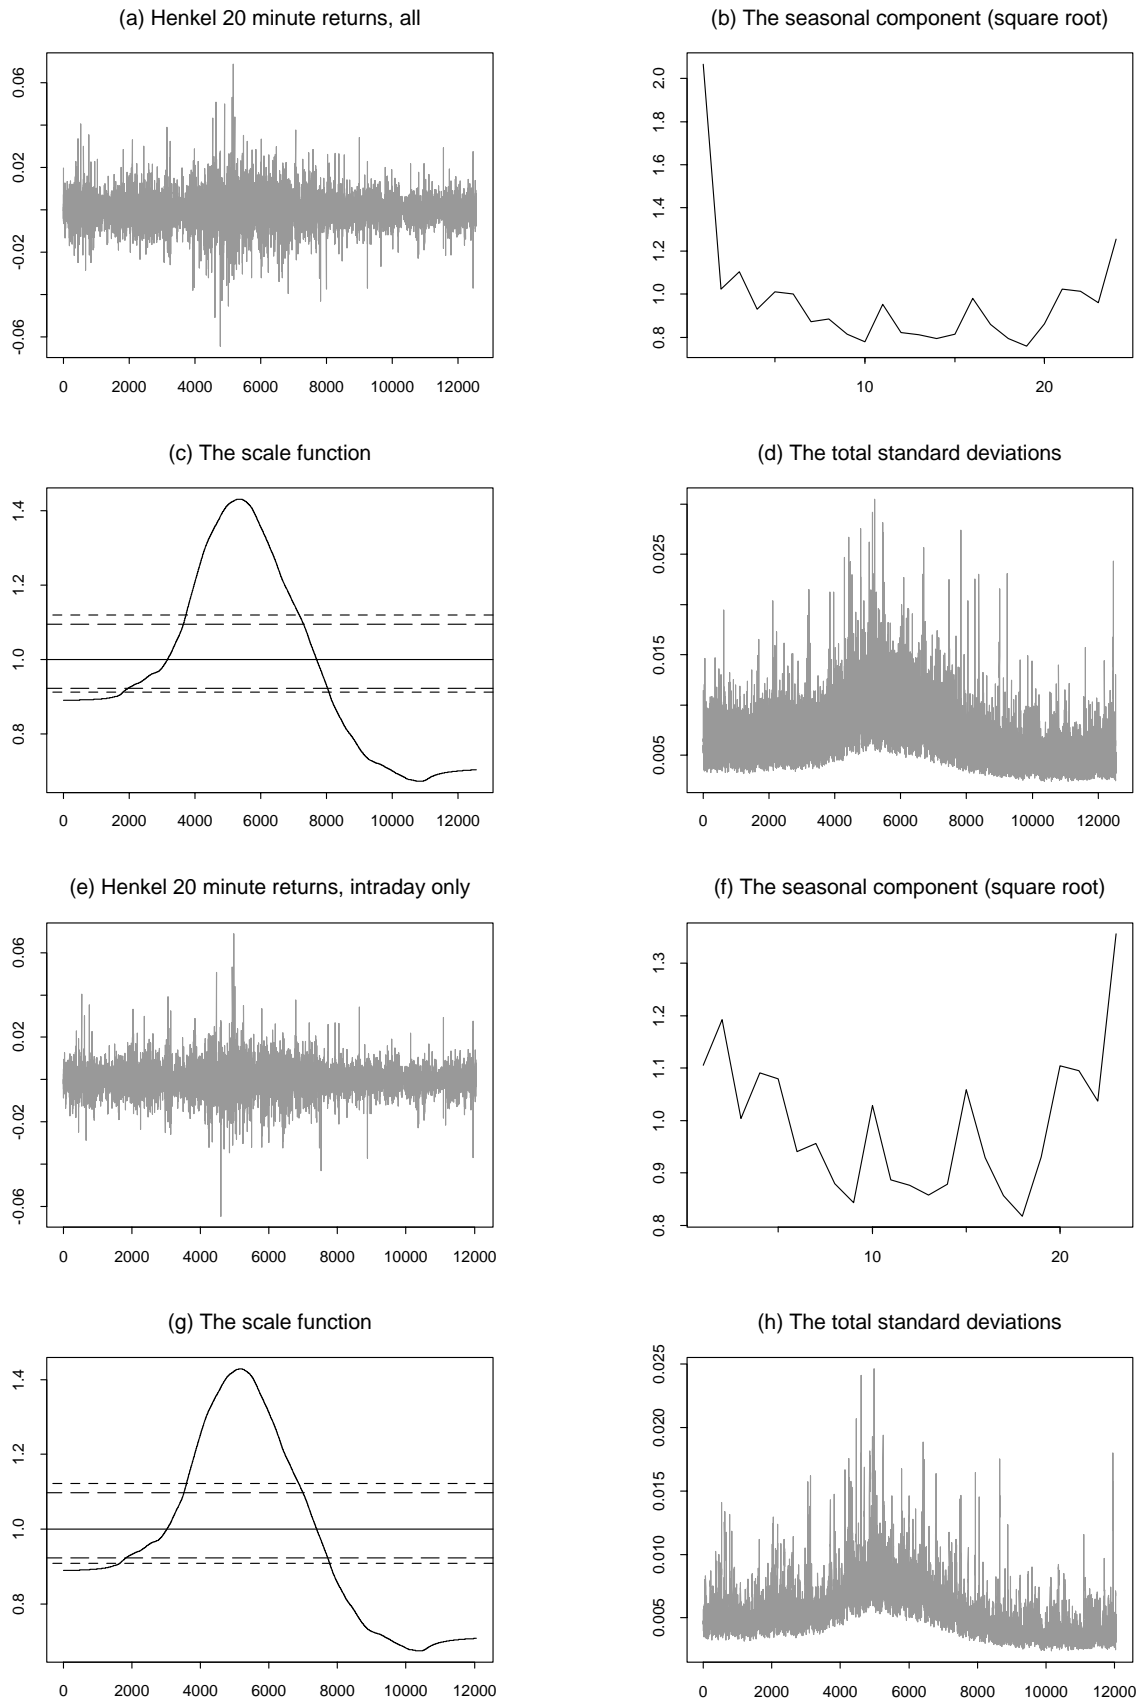 (a) Henkel 20 minute returns, all
0.06
0.02
-0.02
-0.06
0 2000 4000 6000 8000 10000 12000
(b) The seasonal component (square root)
2.0
1.8
1.6
1.4
1.2
1.0
0.8
10 20
(c) The scale function
1.4
1.2
1.0
0.8
0 2000 4000 6000 8000 10000 12000
(d) The total standard deviations
0.025
0.015
0.005
0 2000 4000 6000 8000 10000 12000
(e) Henkel 20 minute returns, intraday only
0.06
0.02
-0.02
-0.06
0 2000 4000 6000 8000 10000 12000
(f) The seasonal component (square root)
1.3
1.2
1.1
1.0
0.9
0.8
10 20
(g) The scale function
1.4
1.2
1.0
0.8
0 2000 4000 6000 8000 10000 12000
(h) The total standard deviations
0.025
0.020
0.015
0.010
0.005
0 2000 4000 6000 8000 10000 12000